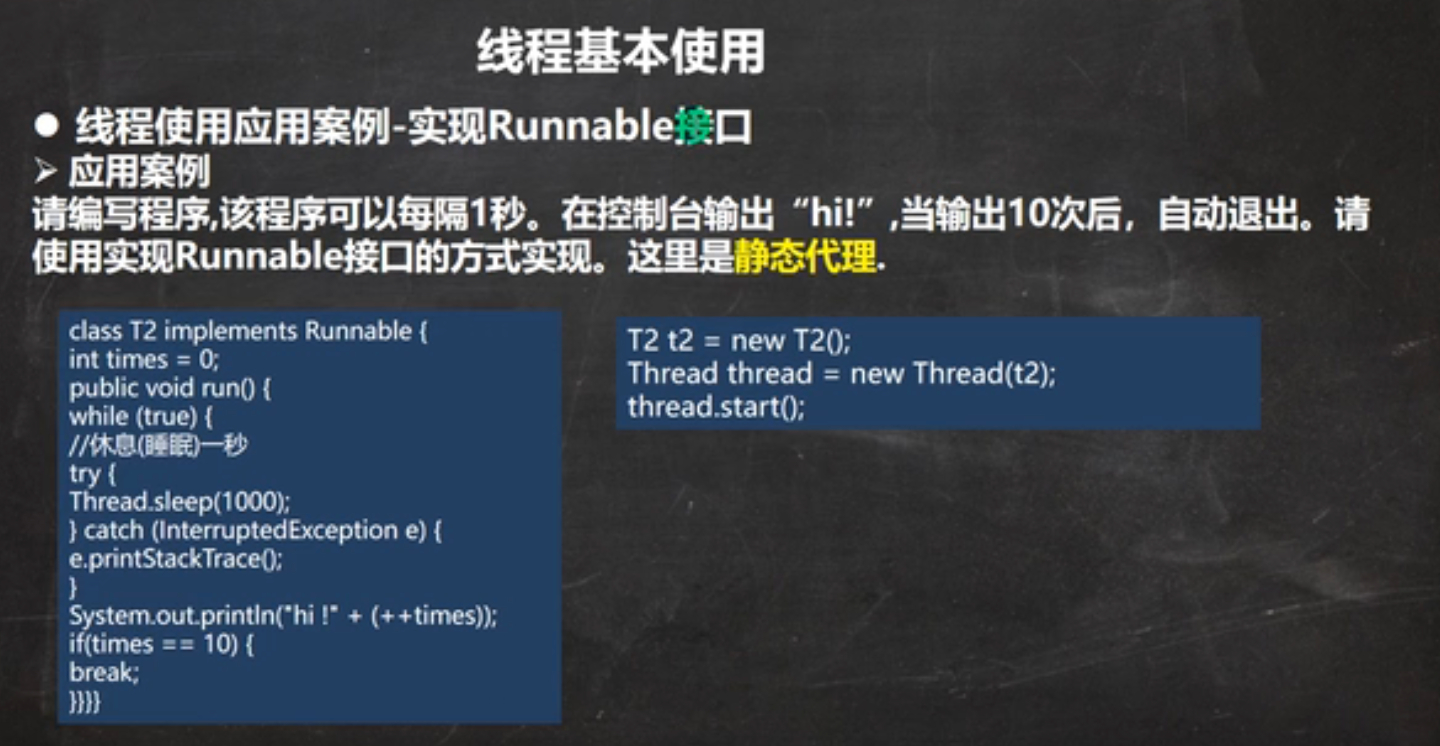 线程基本使用
● 线程使用应用案例-实现Runnable接口
➢ 应用案例
请编写程序,该程序可以每隔1秒。在控制台输出“hi!”,当输出10次后，自动退出。请
使用实现Runnable接口的方式实现。这里是静态代理.
class T2 implements Runnable {
int times = 0;
public void run() {
while (true) {
//休息(睡眠)一秒
try {
Thread.sleep(1000);
} catch (InterruptedException e) {
e.printStackTrace();
}
System.out.println("hi !" + (++times));
if(times == 10) {
break;
}}}}
T2 t2 = new T2();
Thread thread = new Thread(t2);
thread.start();